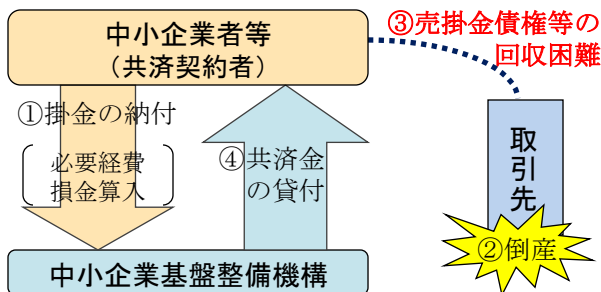 中小企業者等
（共済契約者）
③売掛金債権等の
回収困難
①掛金の納付
必要経費
損金算入
④共済金
の貸付
取引先
②倒産
中小企業基盤整備機構